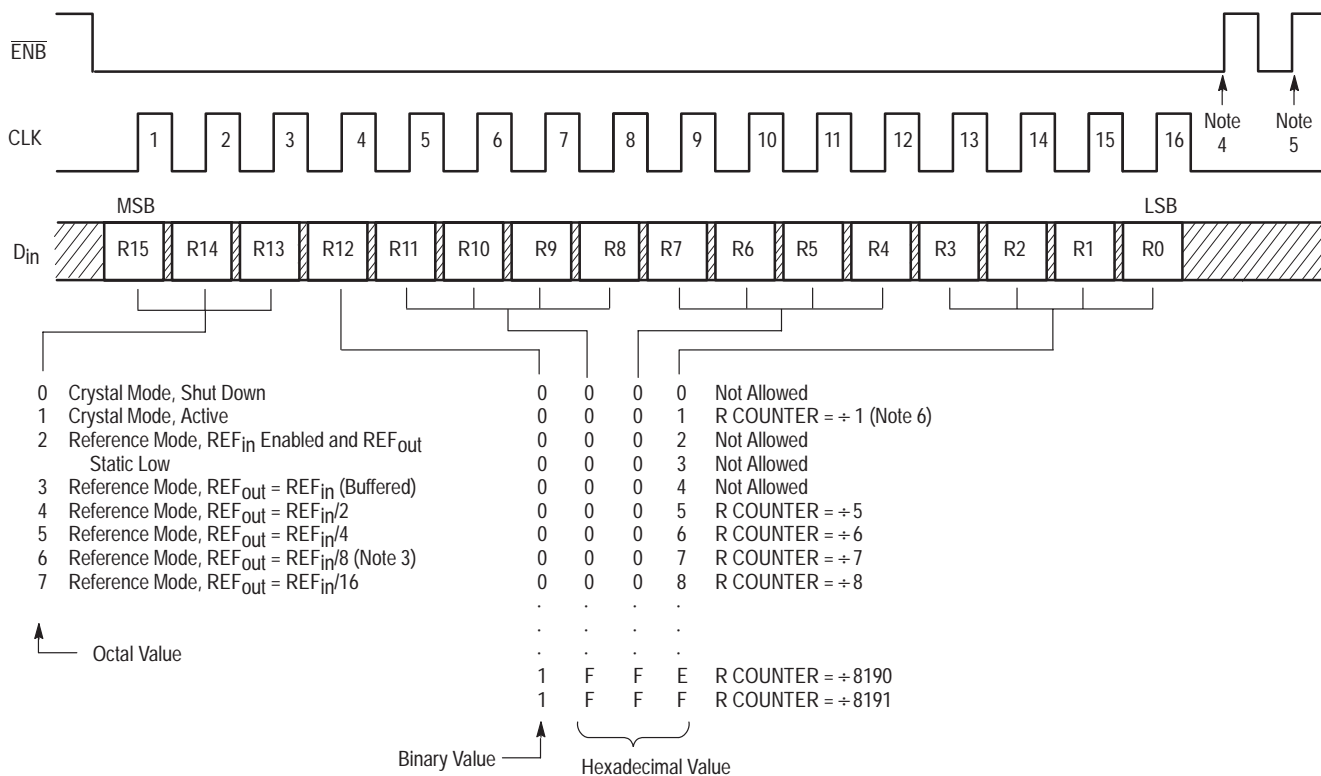 ENB
CLK
1 2 3 4 5 6 7 8 9 10 11 12 13 14 15 16
Note 4
Note 5
MSB LSB
Din
R15 R14 R13 R12 R11 R10 R9 R8 R7 R6 R5 R4 R3 R2 R1 R0
0 Crystal Mode, Shut Down
1 Crystal Mode, Active
2 Reference Mode, REFin Enabled and REFout
Static Low
3 Reference Mode, REFout = REFin (Buffered)
4 Reference Mode, REFout = REFin/2
5 Reference Mode, REFout = REFin/4
6 Reference Mode, REFout = REFin/8 (Note 3)
7 Reference Mode, REFout = REFin/16
Octal Value
0 0 0 0 Not Allowed
0 0 0 1 R COUNTER = ÷ 1 (Note 6)
0 0 0 2 Not Allowed
0 0 0 3 Not Allowed
0 0 0 4 Not Allowed
0 0 0 5 R COUNTER = ÷ 5
0 0 0 6 R COUNTER = ÷ 6
0 0 0 7 R COUNTER = ÷ 7
0 0 0 8 R COUNTER = ÷ 8
. . . .
. . . .
. . . .
1 F F E R COUNTER = ÷ 8190
1 F F F R COUNTER = ÷ 8191
Binary Value
Hexadecimal Value